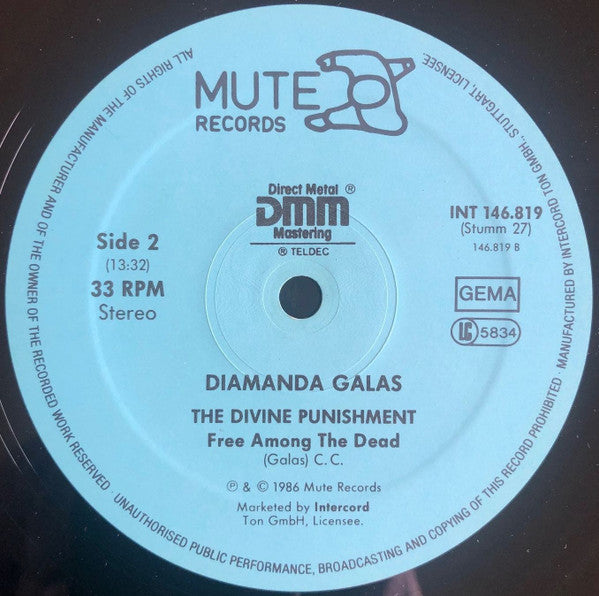 MUTE
RECORDS
Direct Metal ®
DMM
Mastering
® TELDEC
Side 2
(13:32)
33 RPM
Stereo
INT 146.819
(Stumm 27)
146.819 B
GEMA
LC 5834
DIAMANDA GALAS
THE DIVINE PUNISHMENT
Free Among The Dead
(Galas) C. C.
℗ & © 1986 Mute Records
Marketed by Intercord
Ton GmbH, Licensee.
ALL RIGHTS OF THE MANUFACTURER AND OF THE OWNER OF THE RECORDED WORK RESERVED · UNAUTHORISED PUBLIC PERFORMANCE, BROADCASTING AND COPYING OF THIS RECORD PROHIBITED · MANUFACTURED BY INTERCORD TON GMBH., STUTTGART, LICENSEE.